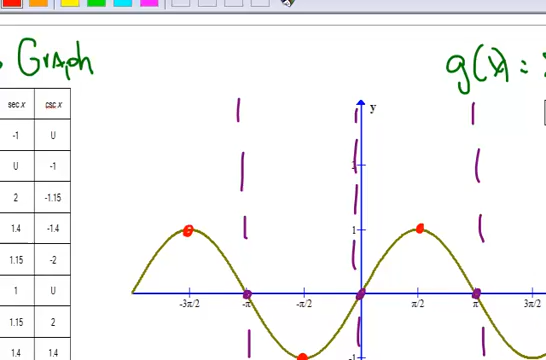 Graph
g(x) =
sec x csc x
-1 U
U -1
2 -1.15
1.4 -1.4
1.15 -2
1 U
1.15 2
1.4 1.4
y
1
-3π/2 -π -π/2 π/2 π 3π/2
-1